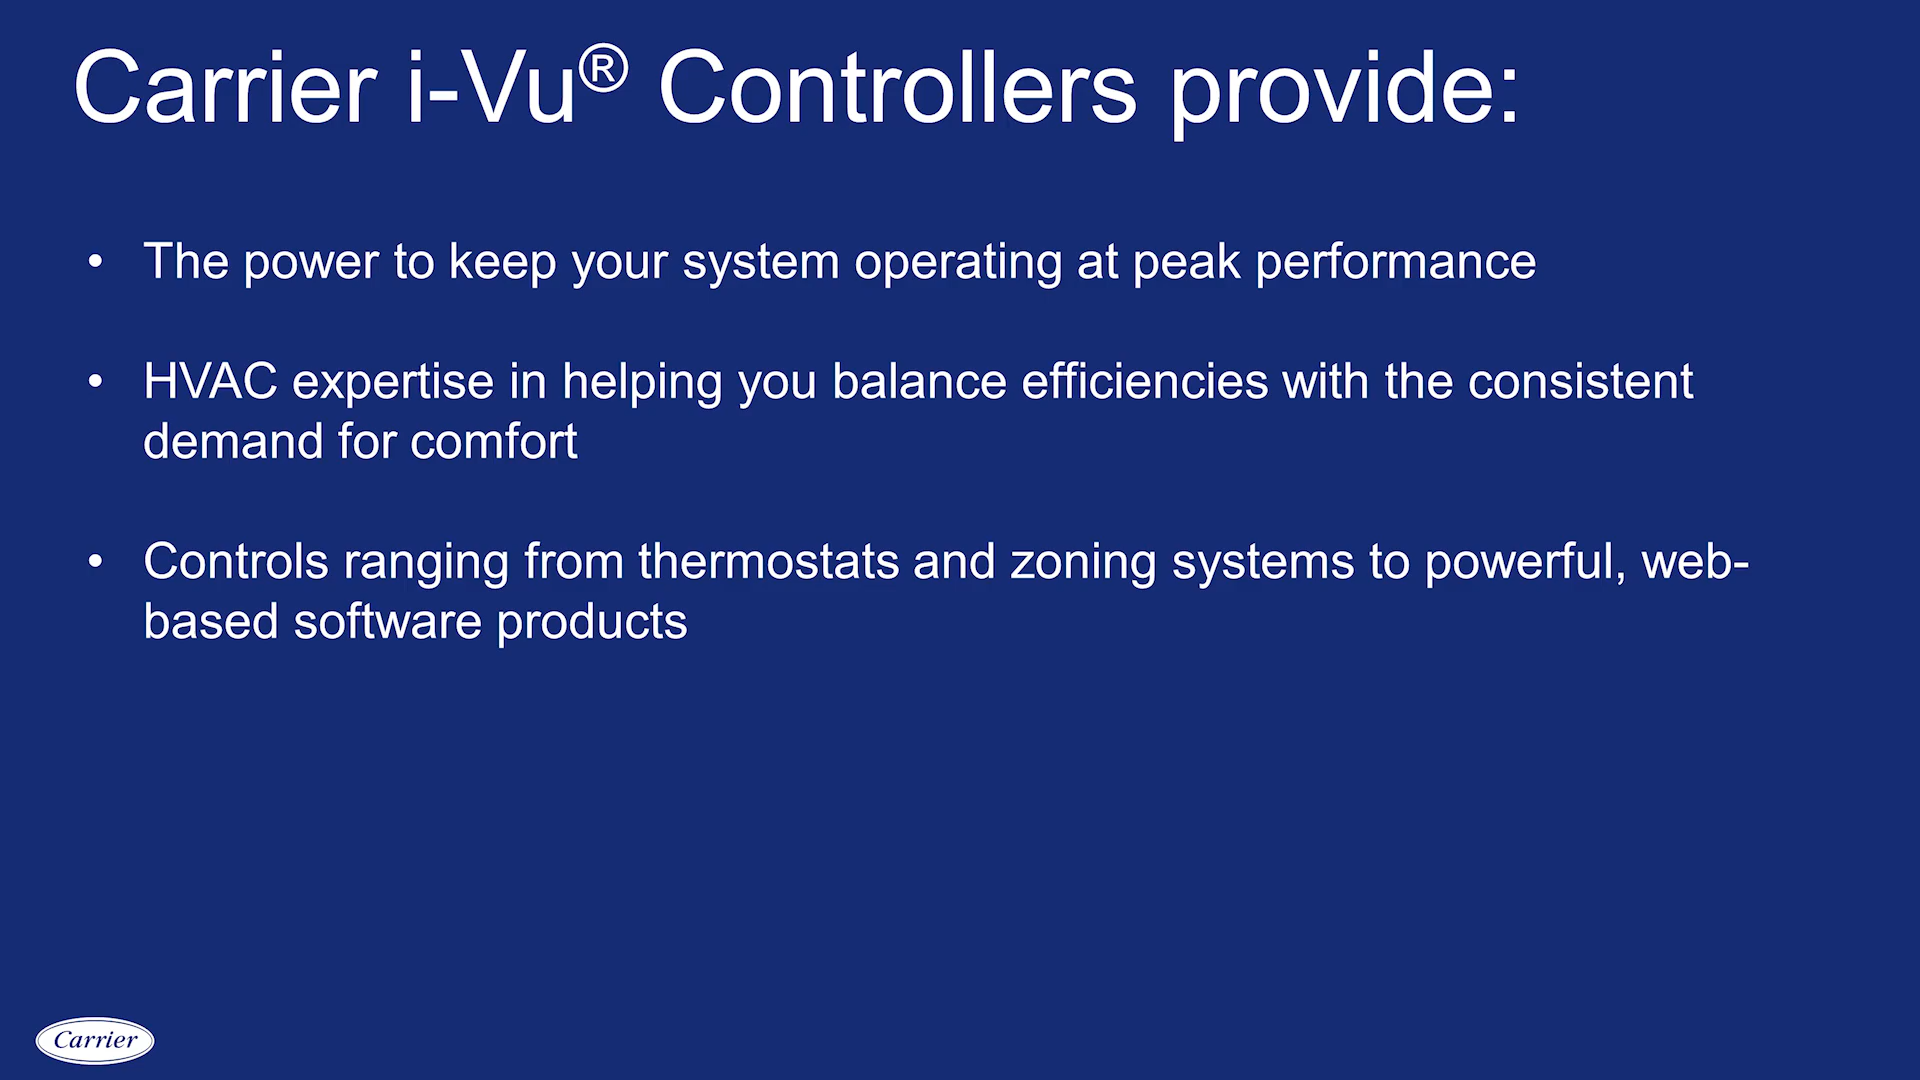 Carrier i-Vu® Controllers provide:
• The power to keep your system operating at peak performance
• HVAC expertise in helping you balance efficiencies with the consistent
demand for comfort
• Controls ranging from thermostats and zoning systems to powerful, web-
based software products
Carrier